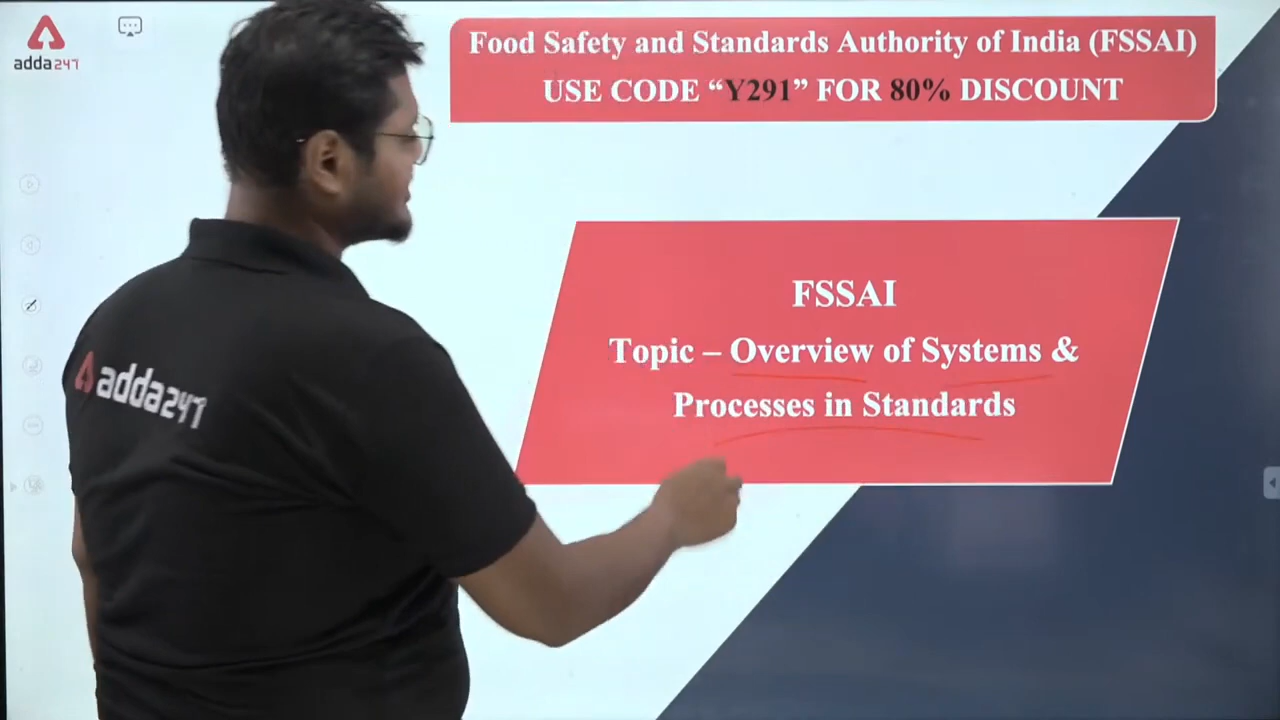 adda247
Food Safety and Standards Authority of India (FSSAI)
USE CODE “Y291” FOR 80% DISCOUNT
FSSAI
Topic – Overview of Systems &
Processes in Standards
adda247